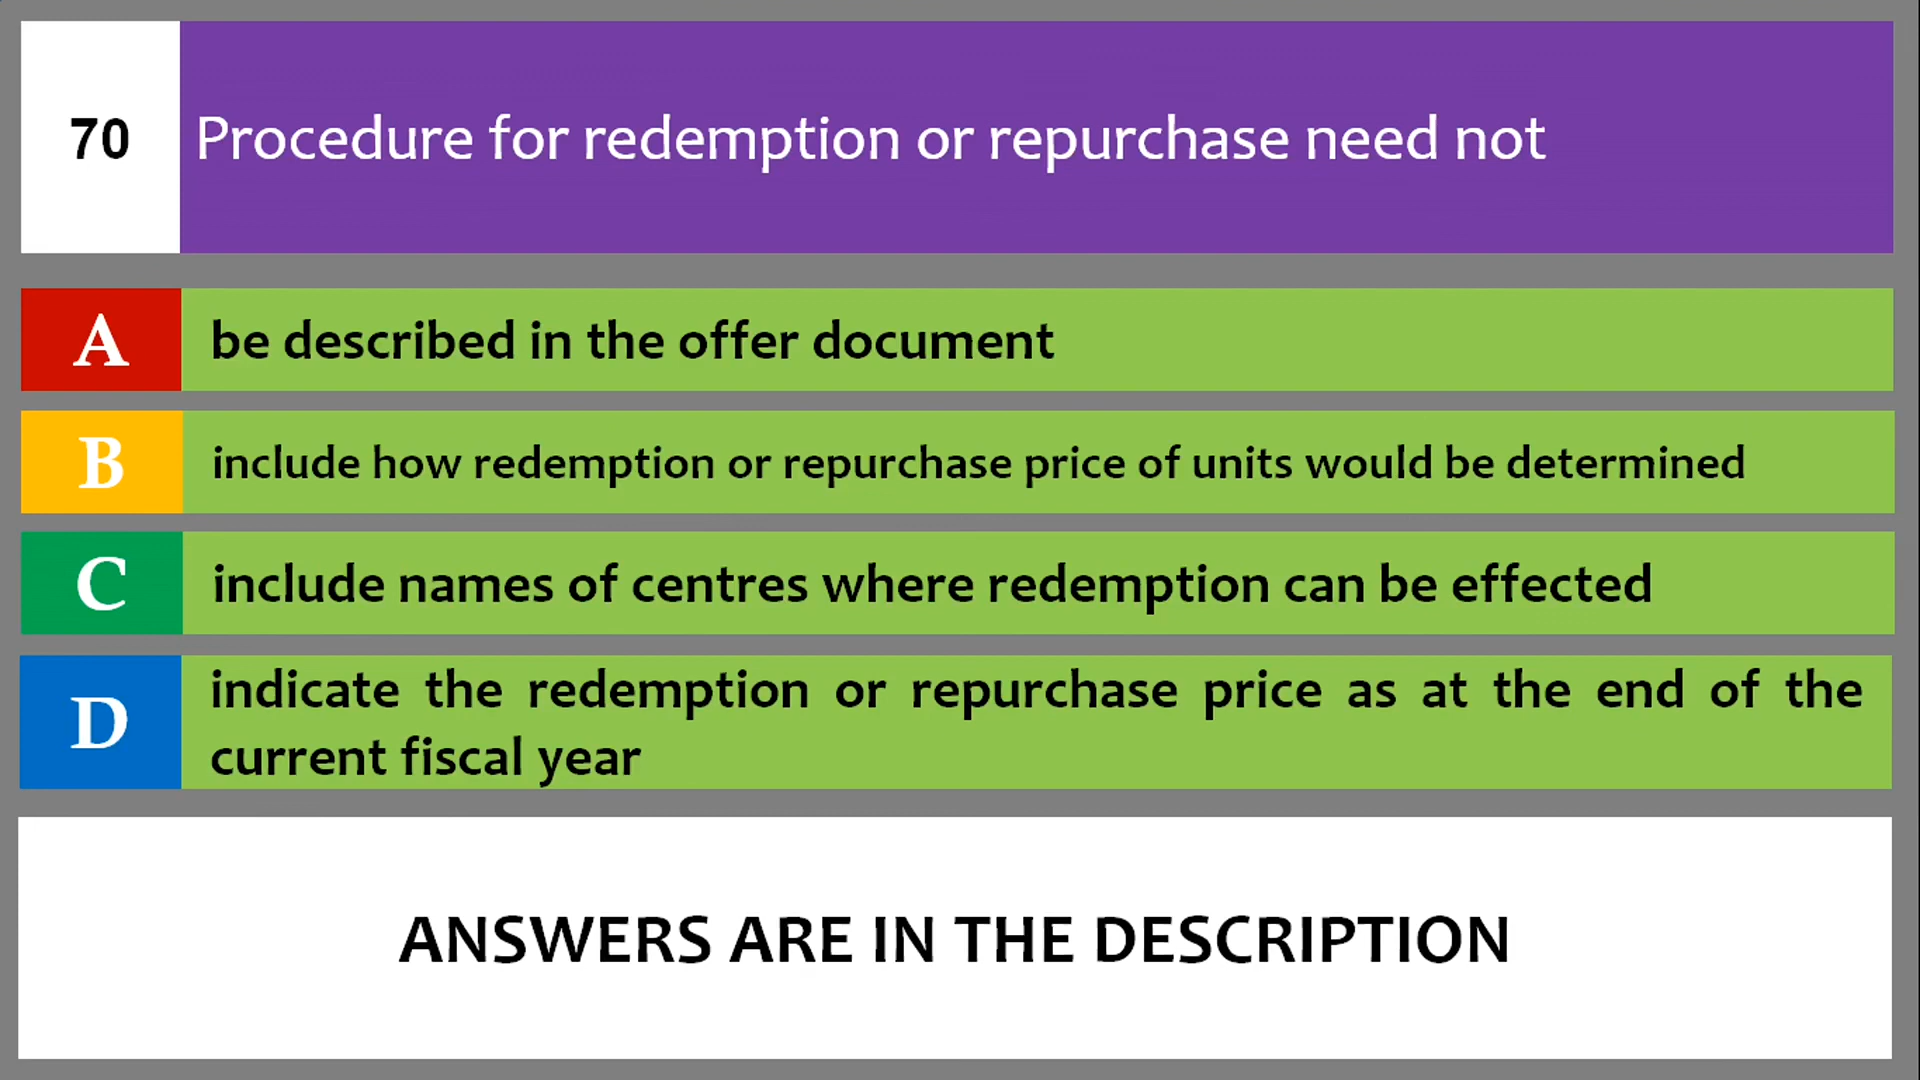 70 Procedure for redemption or repurchase need not
A be described in the offer document
B include how redemption or repurchase price of units would be determined
C include names of centres where redemption can be effected
D indicate the redemption or repurchase price as at the end of the
current fiscal year
ANSWERS ARE IN THE DESCRIPTION